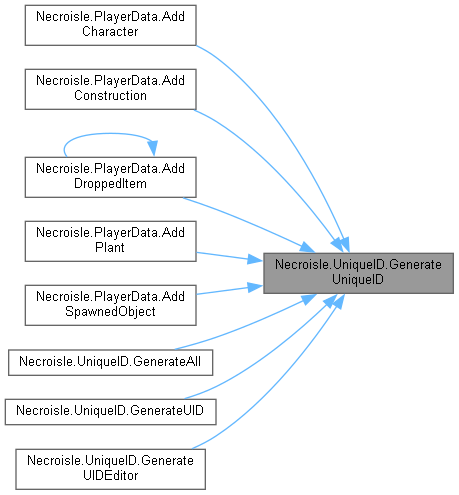 Necroisle.PlayerData.Add
Character
Necroisle.PlayerData.Add
Construction
Necroisle.PlayerData.Add
DroppedItem
Necroisle.PlayerData.Add
Plant
Necroisle.UniqueID.Generate
UniqueID
Necroisle.PlayerData.Add
SpawnedObject
Necroisle.UniqueID.GenerateAll
Necroisle.UniqueID.GenerateUID
Necroisle.UniqueID.Generate
UIDEditor